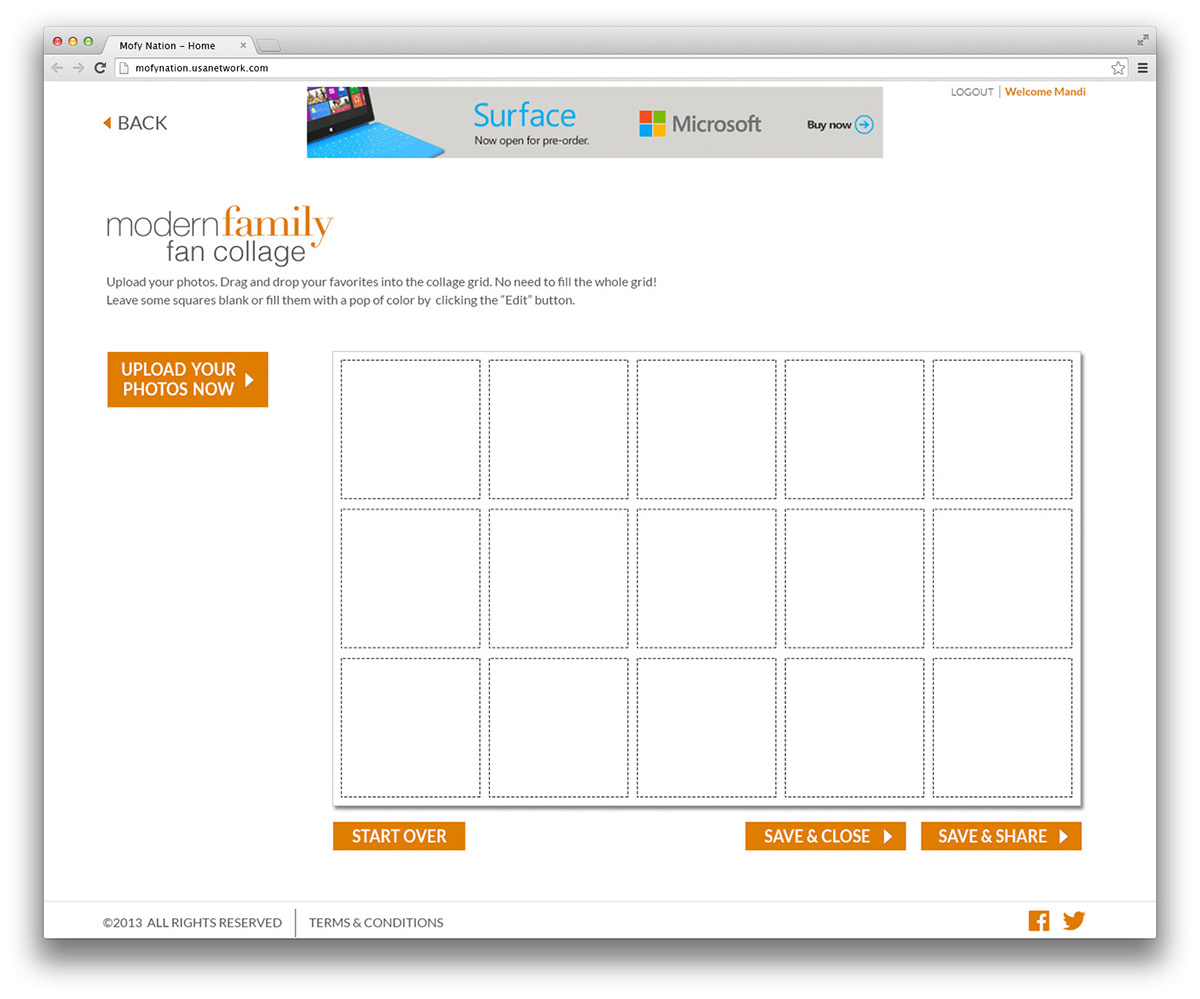 Mofy Nation – Home
mofynation.usanetwork.com
LOGOUT | Welcome Mandi
BACK
Surface
Now open for pre-order.
Microsoft
Buy now
modernfamily
fan collage
Upload your photos. Drag and drop your favorites into the collage grid. No need to fill the whole grid!
Leave some squares blank or fill them with a pop of color by clicking the “Edit” button.
UPLOAD YOUR
PHOTOS NOW
START OVER
SAVE & CLOSE
SAVE & SHARE
©2013 ALL RIGHTS RESERVED
TERMS & CONDITIONS